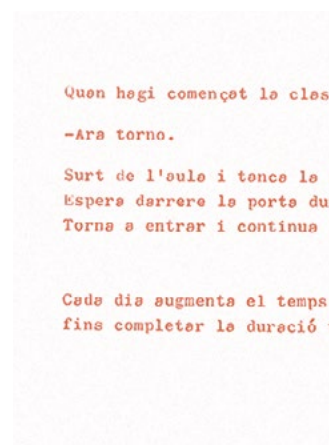 Quan hagi començat la clas
-Ara torno.
Surt de l'aula i tanca la
Espera darrere la porta du
Torna a entrar i continua
Cada dia augmenta el temps
fins completar la duració